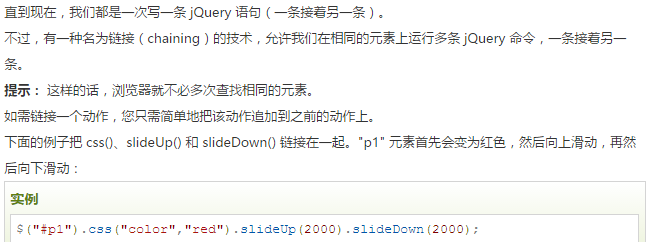 直到现在，我们都是一次写一条 jQuery 语句（一条接着另一条）。
不过，有一种名为链接（chaining）的技术，允许我们在相同的元素上运行多条 jQuery 命令，一条接着另一
条。
提示： 这样的话，浏览器就不必多次查找相同的元素。
如需链接一个动作，您只需简单地把该动作追加到之前的动作上。
下面的例子把 css()、slideUp() 和 slideDown() 链接在一起。"p1" 元素首先会变为红色，然后向上滑动，再然
后向下滑动：
实例
$("#p1").css("color","red").slideUp(2000).slideDown(2000);